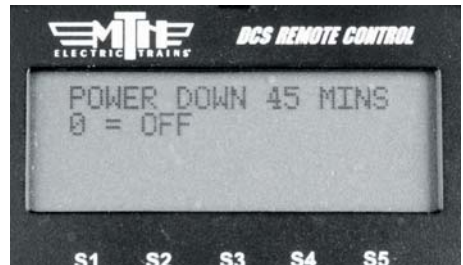 MTH DCS REMOTE CONTROL
ELECTRIC TRAINS
POWER DOWN 45 MINS
0 = OFF
S1 S2 S3 S4 S5